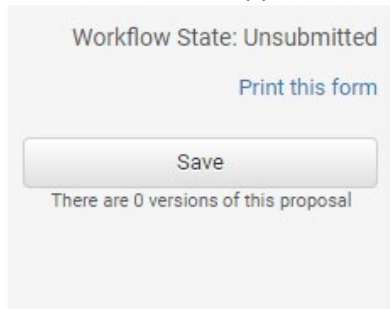 Workflow State: Unsubmitted
Print this form
Save
There are 0 versions of this proposal